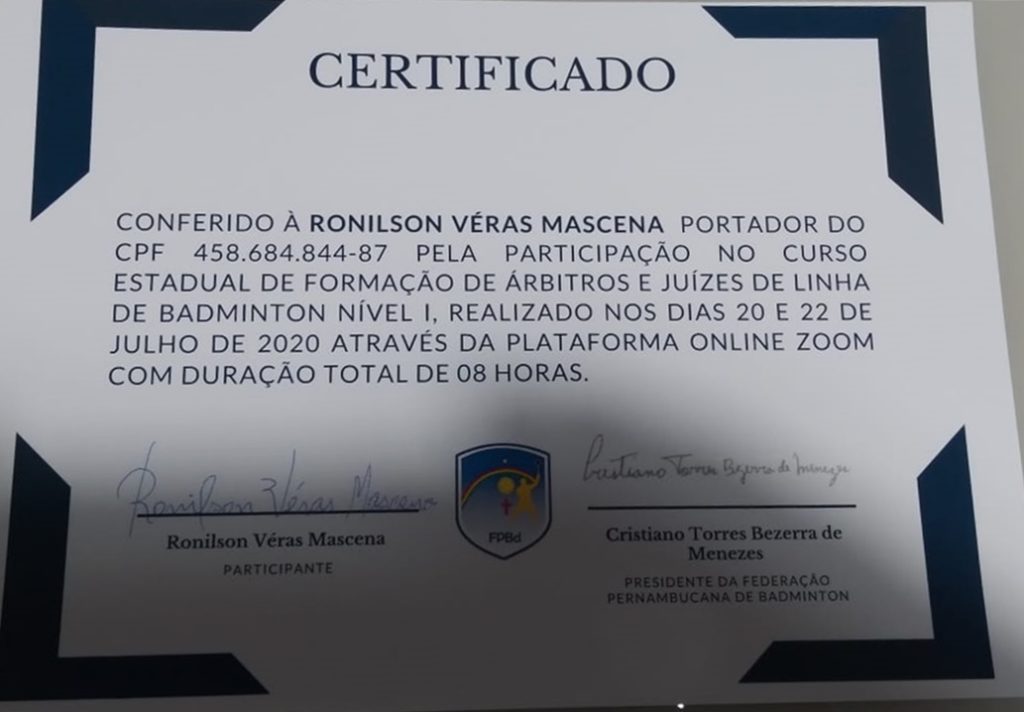 CERTIFICADO
CONFERIDO À RONILSON VÉRAS MASCENA PORTADOR DO
CPF 458.684.844-87 PELA PARTICIPAÇÃO NO CURSO
ESTADUAL DE FORMAÇÃO DE ÁRBITROS E JUÍZES DE LINHA
DE BADMINTON NÍVEL I, REALIZADO NOS DIAS 20 E 22 DE
JULHO DE 2020 ATRAVÉS DA PLATAFORMA ONLINE ZOOM
COM DURAÇÃO TOTAL DE 08 HORAS.
Ronilson Véras Mascena
Cristiano Torres Bezerra de Menezes
FPBd
Ronilson Véras Mascena
PARTICIPANTE
Cristiano Torres Bezerra de
Menezes
PRESIDENTE DA FEDERAÇÃO
PERNAMBUCANA DE BADMINTON